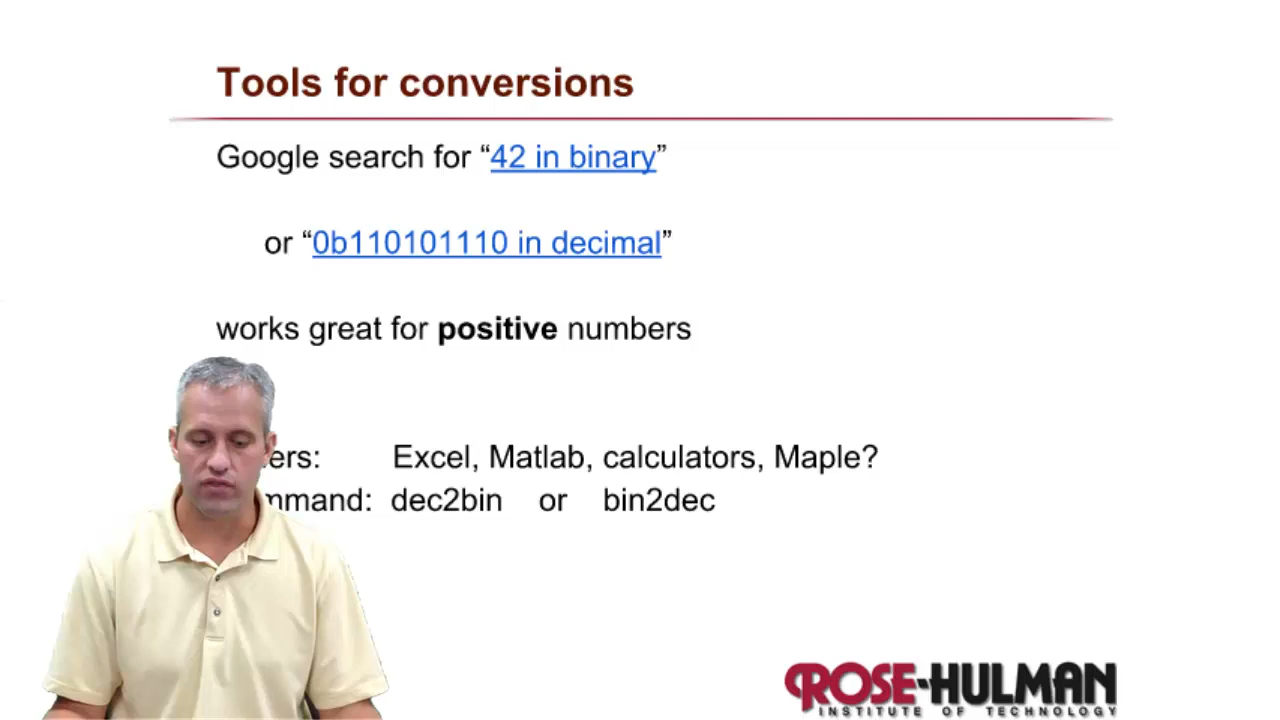 Tools for conversions
Google search for “42 in binary”
or “0b110101110 in decimal”
works great for positive numbers
ers: Excel, Matlab, calculators, Maple?
mmand: dec2bin or bin2dec
ROSE-HULMAN
INSTITUTE OF TECHNOLOGY